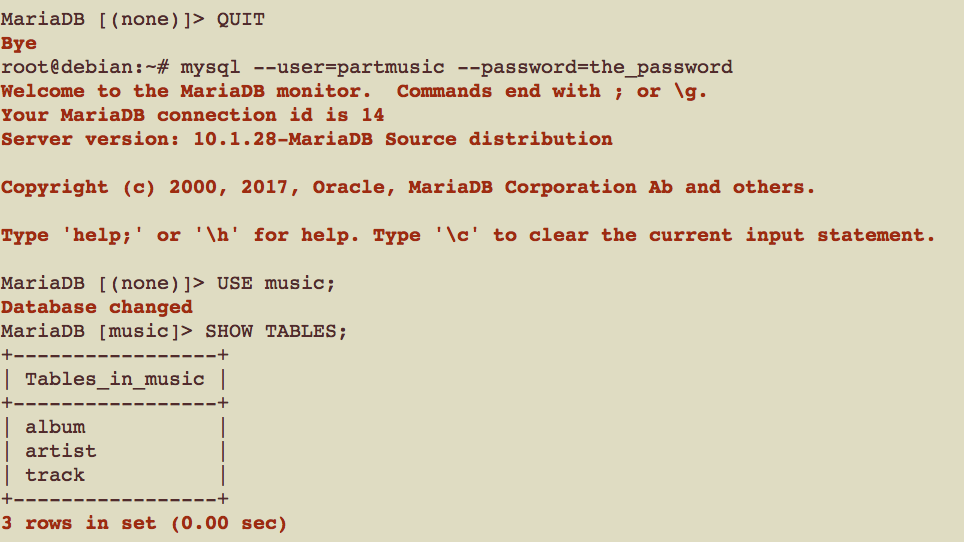 MariaDB [(none)]> QUIT
Bye
root@debian:~# mysql --user=partmusic --password=the_password
Welcome to the MariaDB monitor.  Commands end with ; or \g.
Your MariaDB connection id is 14
Server version: 10.1.28-MariaDB Source distribution

Copyright (c) 2000, 2017, Oracle, MariaDB Corporation Ab and others.

Type 'help;' or '\h' for help. Type '\c' to clear the current input statement.

MariaDB [(none)]> USE music;
Database changed
MariaDB [music]> SHOW TABLES;
+-----------------+
| Tables_in_music |
+-----------------+
| album           |
| artist          |
| track           |
+-----------------+
3 rows in set (0.00 sec)